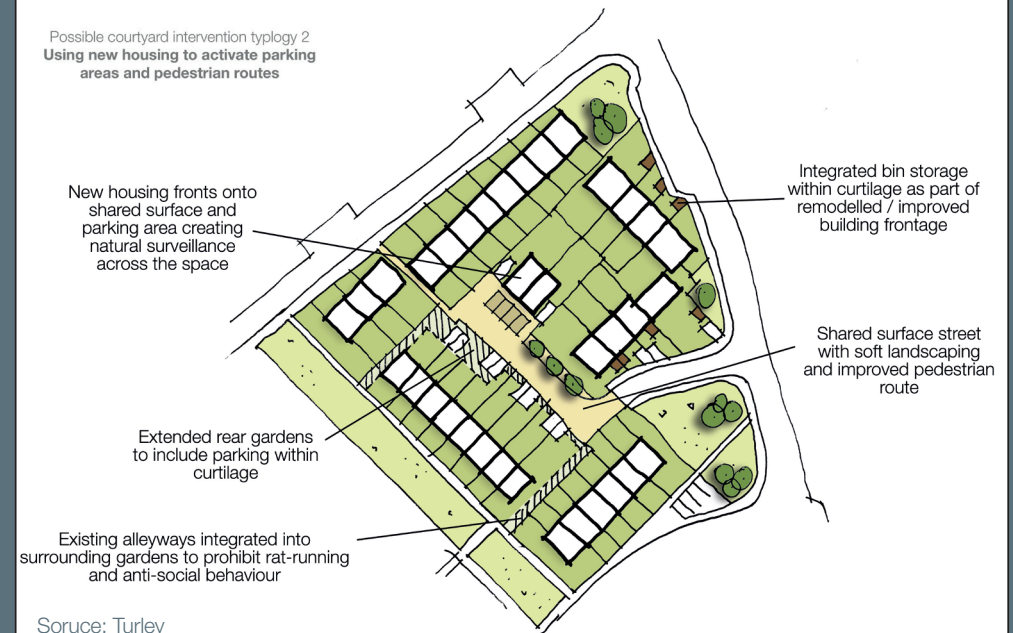 Possible courtyard intervention typlogy 2
Using new housing to activate parking
areas and pedestrian routes
New housing fronts onto
shared surface and
parking area creating
natural surveillance
across the space
Integrated bin storage
within curtilage as part of
remodelled / improved
building frontage
Shared surface street
with soft landscaping
and improved pedestrian
route
Extended rear gardens
to include parking within
curtilage
Existing alleyways integrated into
surrounding gardens to prohibit rat-running
and anti-social behaviour
Soruce: Turley